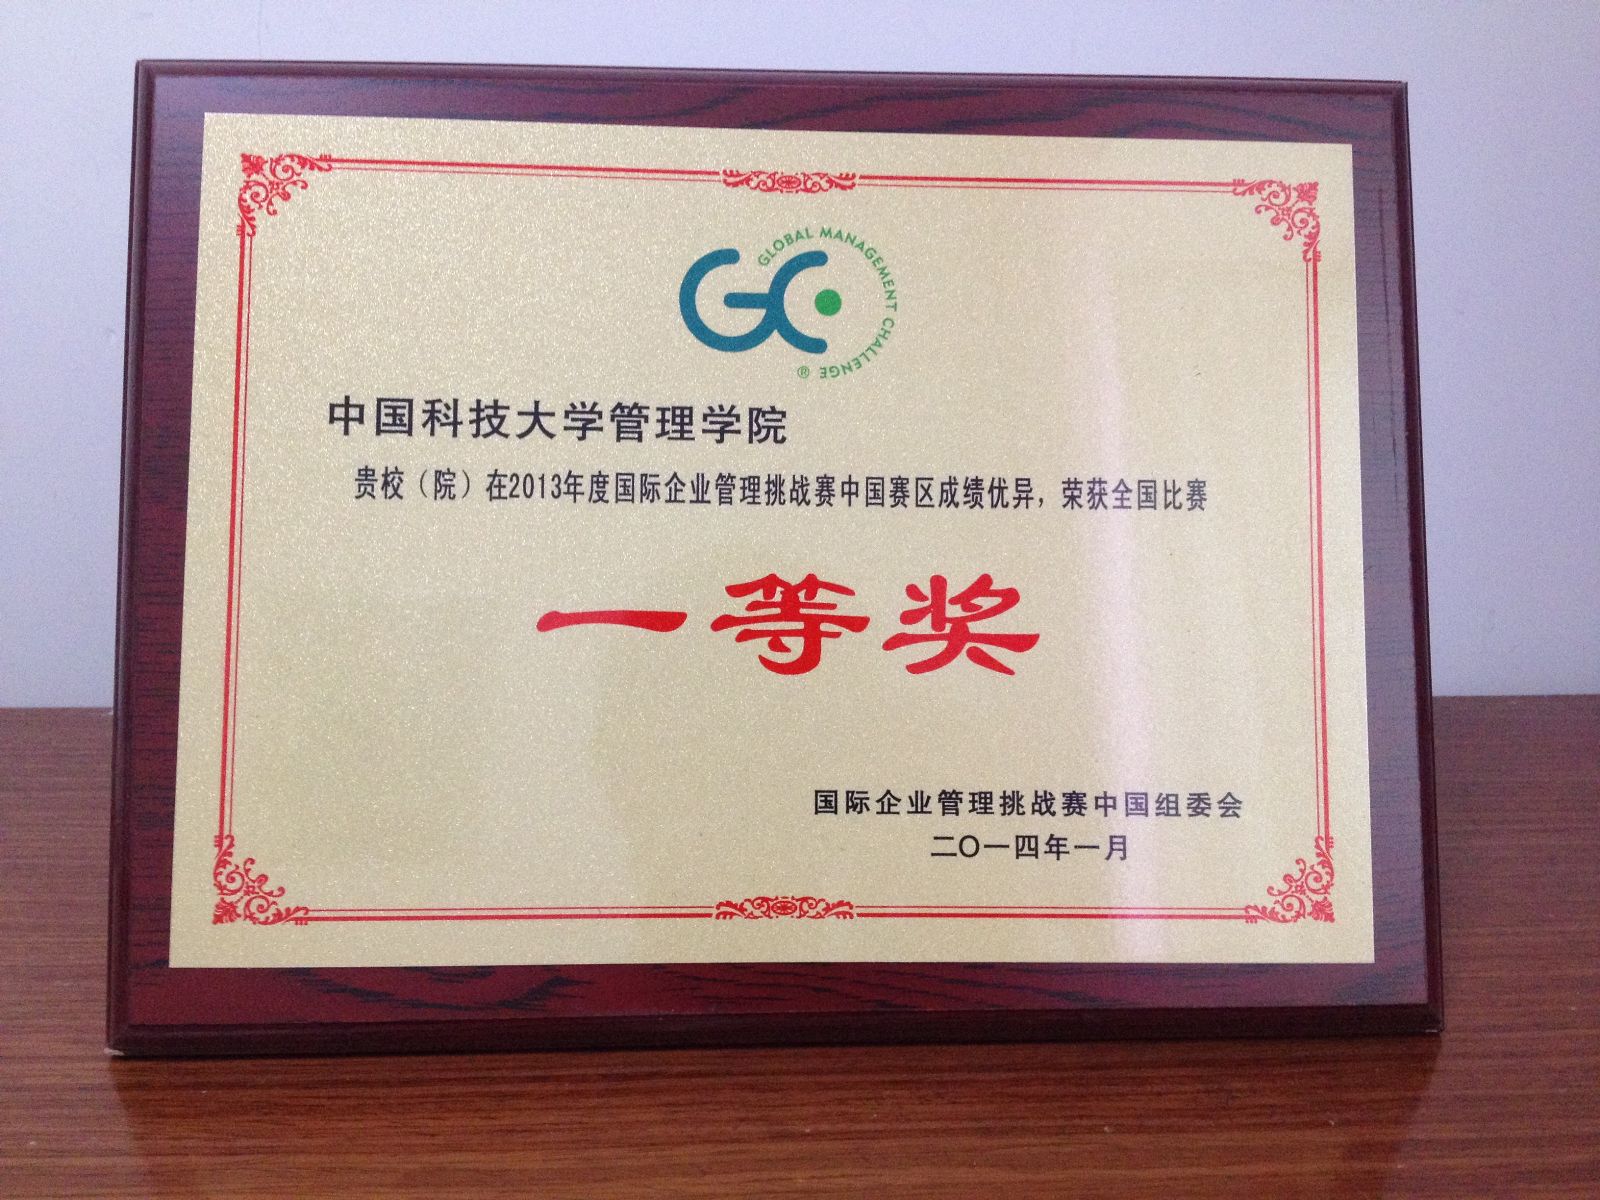 GLOBAL MANAGEMENT CHALLENGE ®
中国科技大学管理学院
贵校（院）在2013年度国际企业管理挑战赛中国赛区成绩优异，荣获全国比赛
一等奖
国际企业管理挑战赛中国组委会
二〇一四年一月